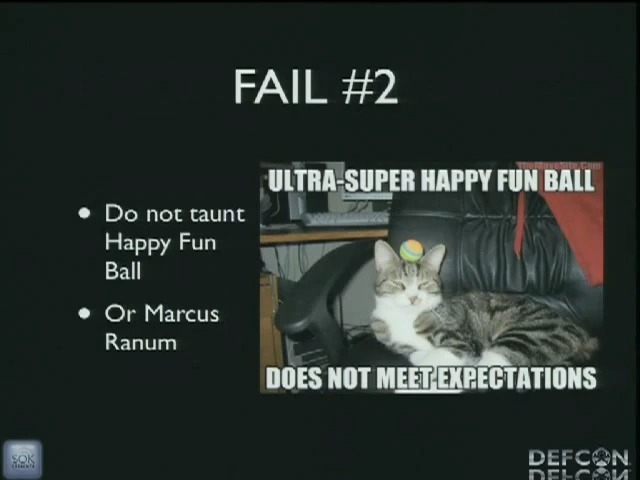 FAIL #2
Do not taunt
Happy Fun
Ball
Or Marcus
Ranum
ULTRA-SUPER HAPPY FUN BALL
DOES NOT MEET EXPECTATIONS
DEFCON